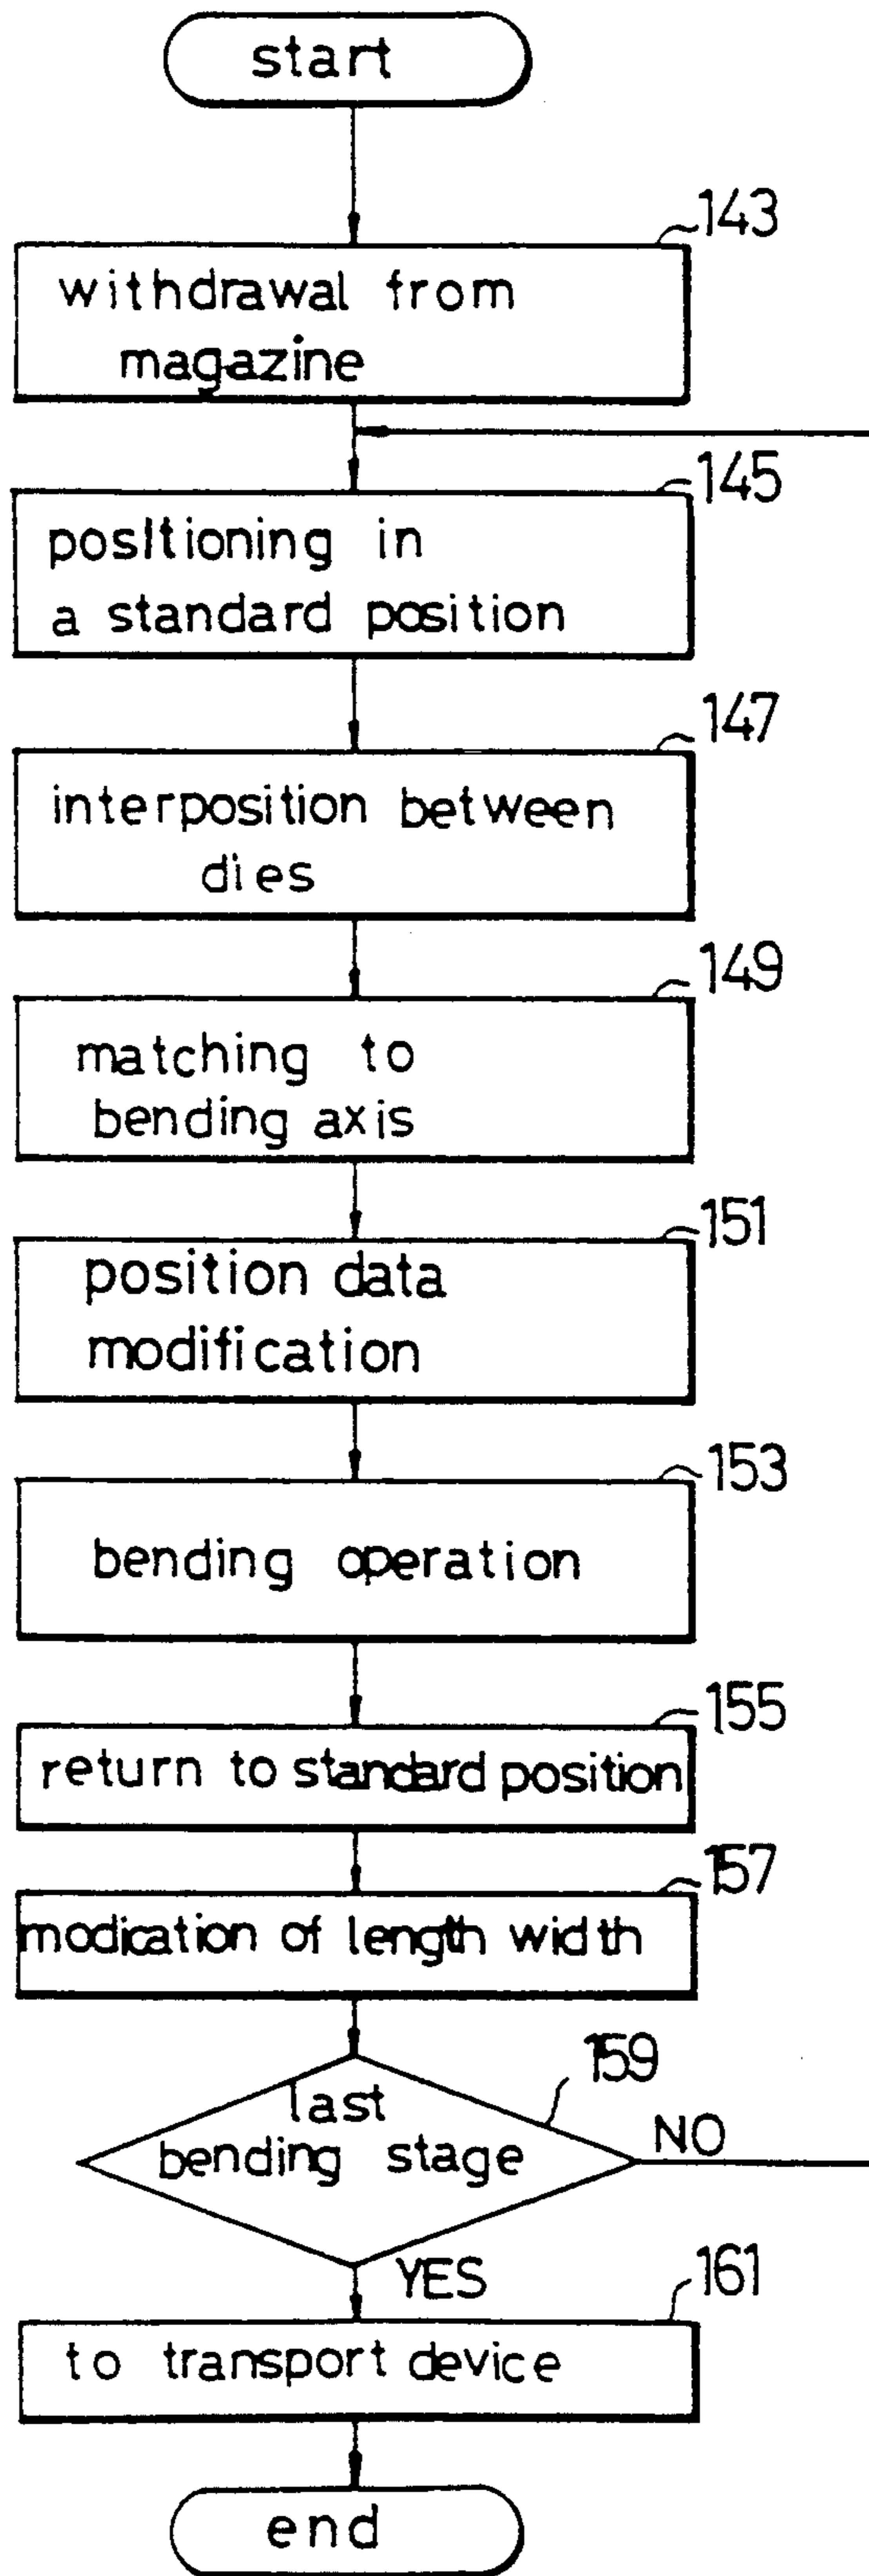 start
143
withdrawal from
magazine
145
positioning in
a standard position
147
interposition between
dies
149
matching to
bending axis
151
position data
modification
153
bending operation
155
return to standard position
157
modication of length width
159
last
bending stage
NO
YES
161
to transport device
end